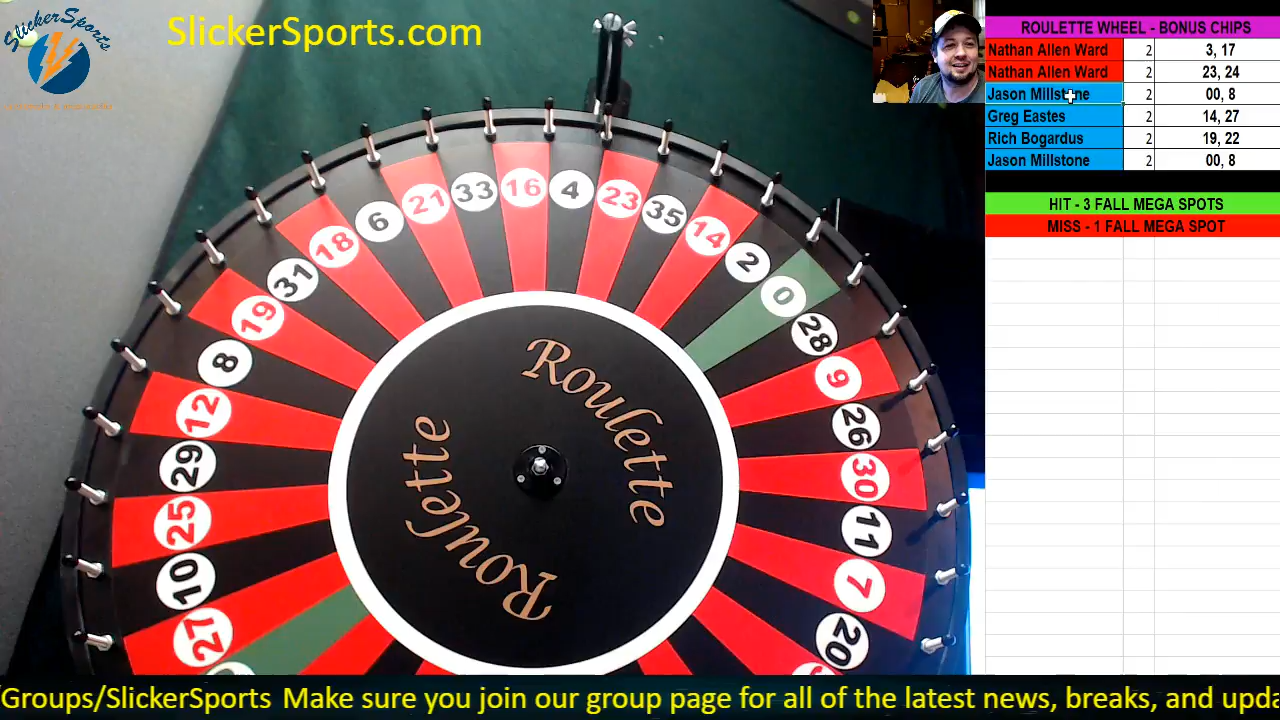 SlickerSports
SlickerSports.com
ROULETTE WHEEL - BONUS CHIPS
Nathan Allen Ward 2 3, 17
Nathan Allen Ward 2 23, 24
Jason Millstone 2 00, 8
Greg Eastes 2 14, 27
Rich Bogardus 2 19, 22
Jason Millstone 2 00, 8
HIT - 3 FALL MEGA SPOTS
MISS - 1 FALL MEGA SPOT
27
10
25
29
12
8
19
31
18
6
21
33
16
4
23
35
14
2
0
28
9
26
30
11
7
20
Roulette
Roulette
/Groups/SlickerSports Make sure you join our group page for all of the latest news, breaks, and upda